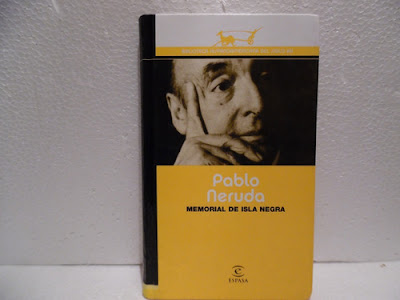 Pablo
Neruda
MEMORIAL DE ISLA NEGRA
ESPASA